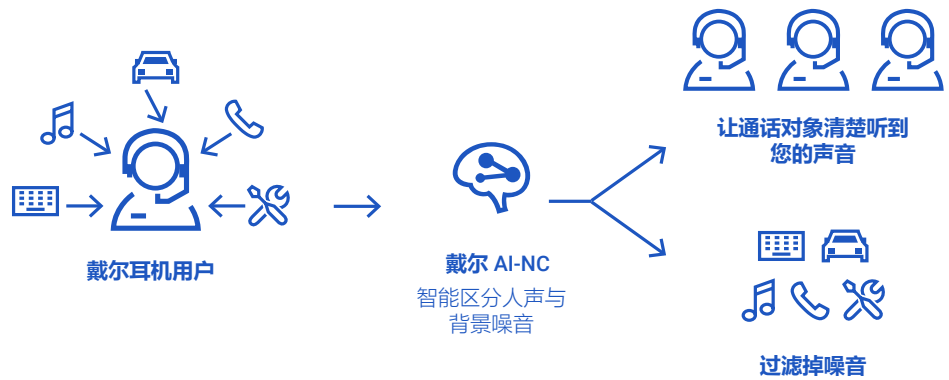 戴尔耳机用户
戴尔 AI-NC
智能区分人声与
背景噪音
让通话对象清楚听到
您的声音
过滤掉噪音